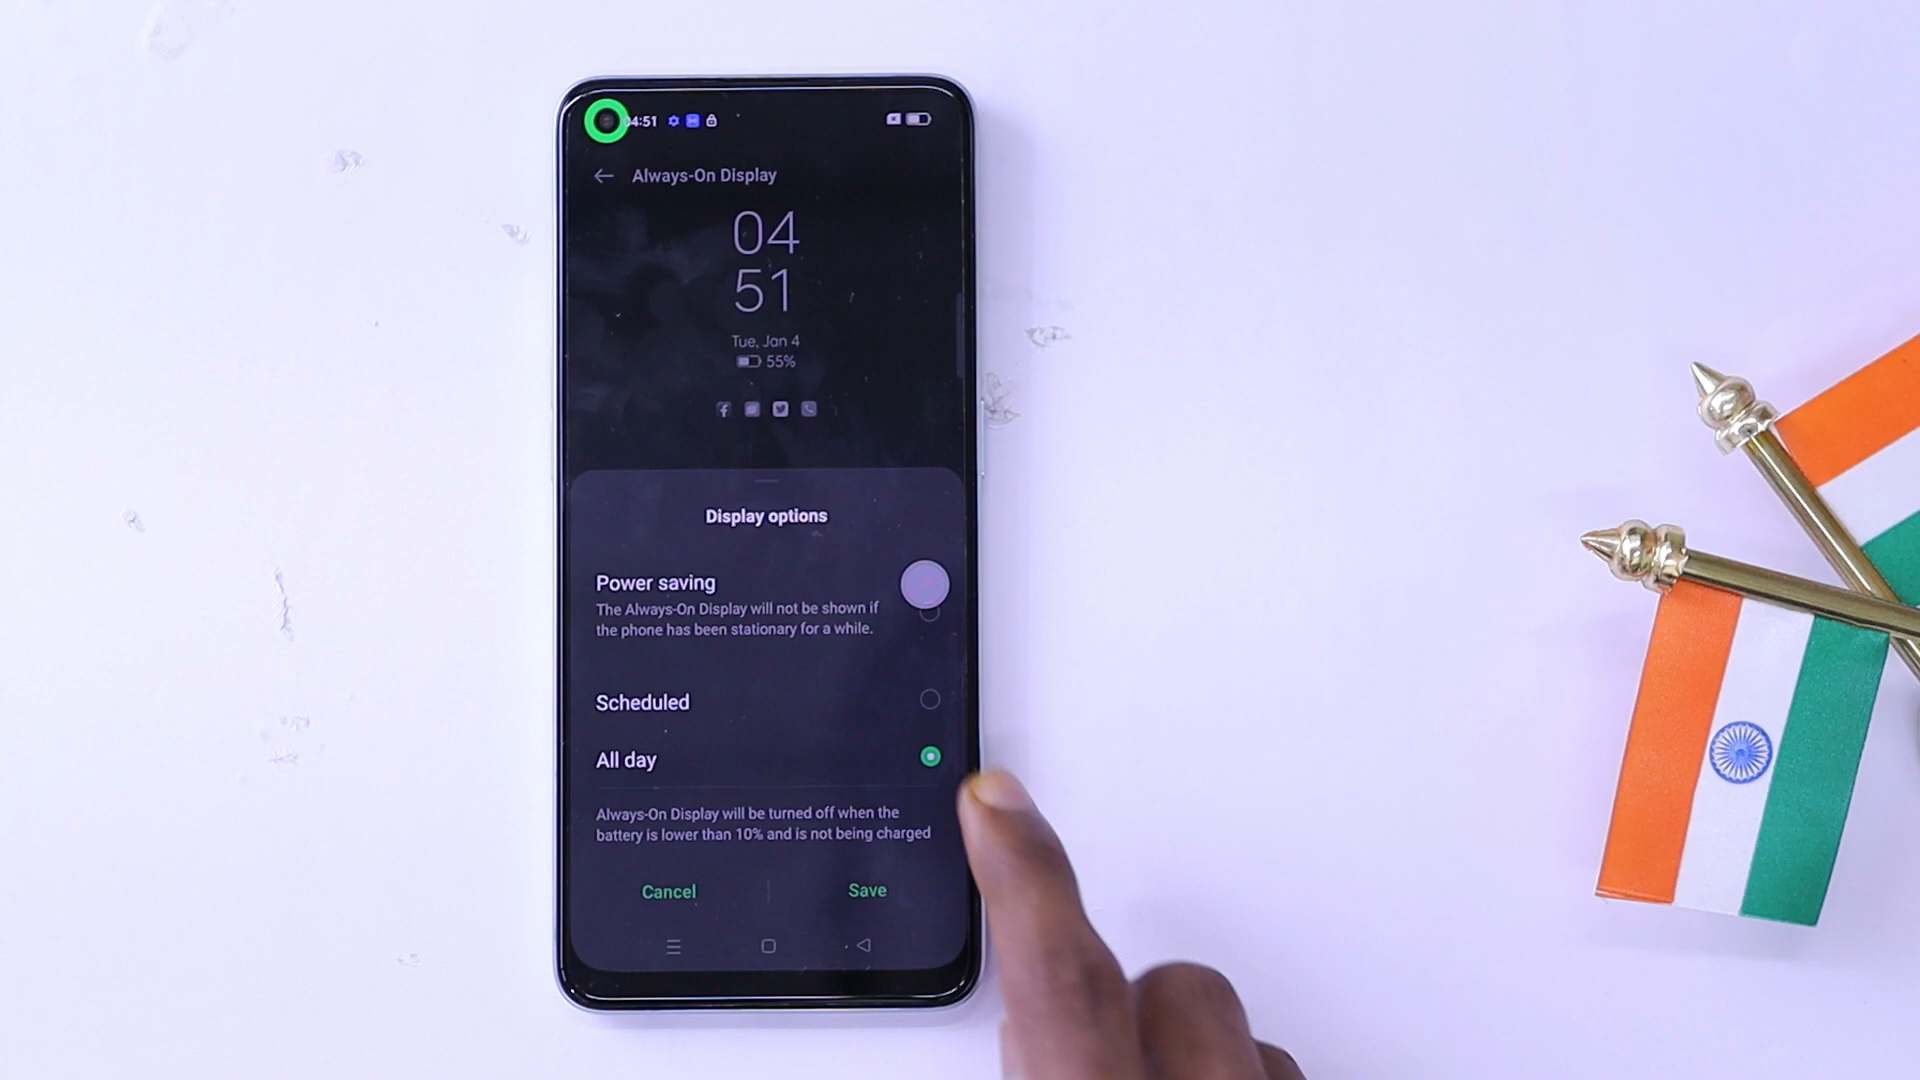 04:51
Always-On Display
04
51
Tue, Jan 4
55%
Display options
Power saving
The Always-On Display will not be shown if
the phone has been stationary for a while.
Scheduled
All day
Always-On Display will be turned off when the
battery is lower than 10% and is not being charged
Cancel
Save